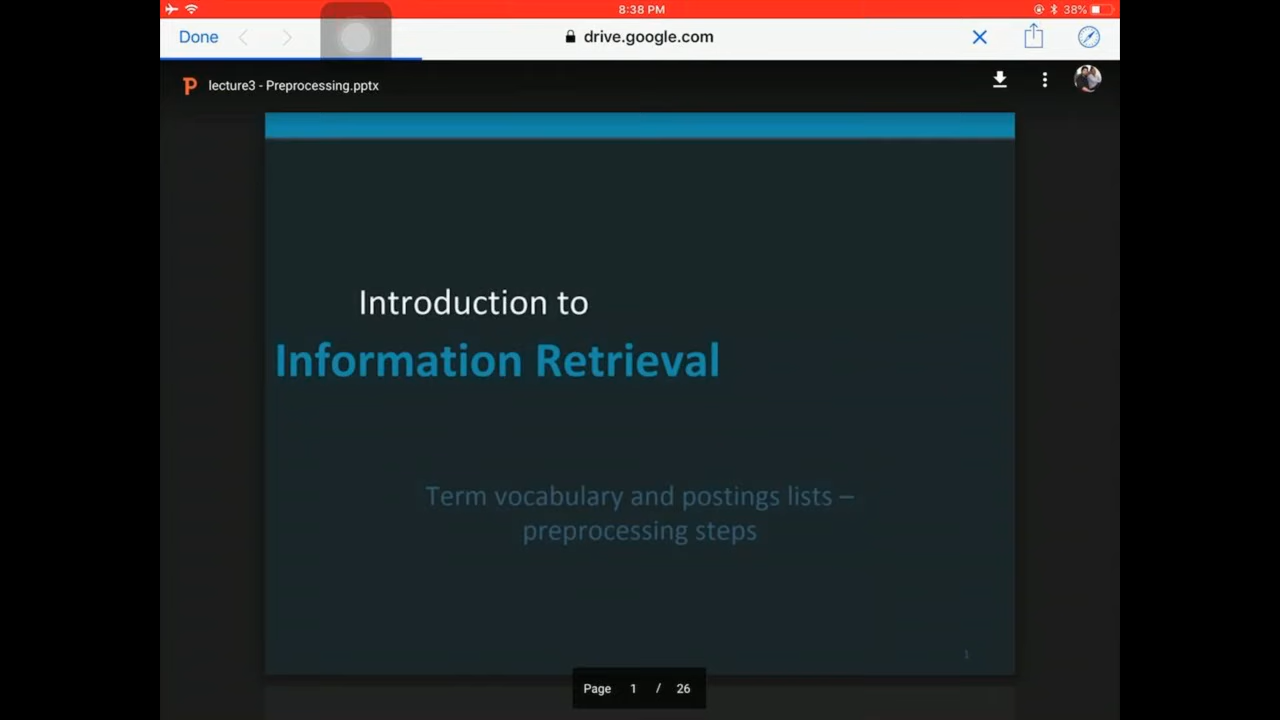 8:38 PM
38%
Done
drive.google.com
lecture3 - Preprocessing.pptx
Introduction to
Information Retrieval
Term vocabulary and postings lists –
preprocessing steps
1
Page 1 / 26